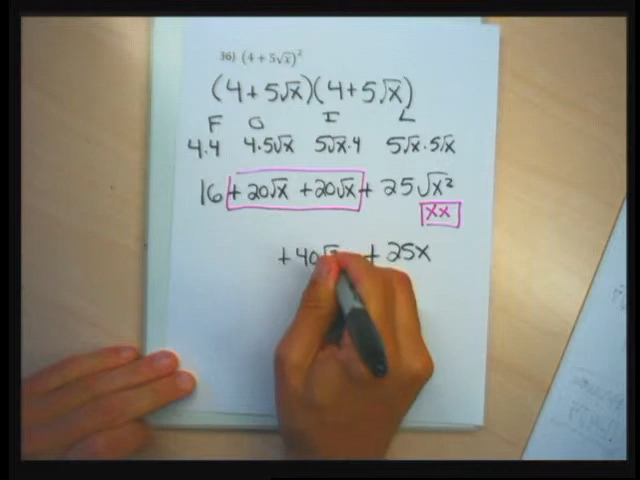 36) (4 + 5√x)²
(4 + 5√x)(4 + 5√x)
F O I L
4·4 4·5√x 5√x·4 5√x·5√x
16 + 20√x + 20√x + 25√x²
xx
+ 40 + 25x